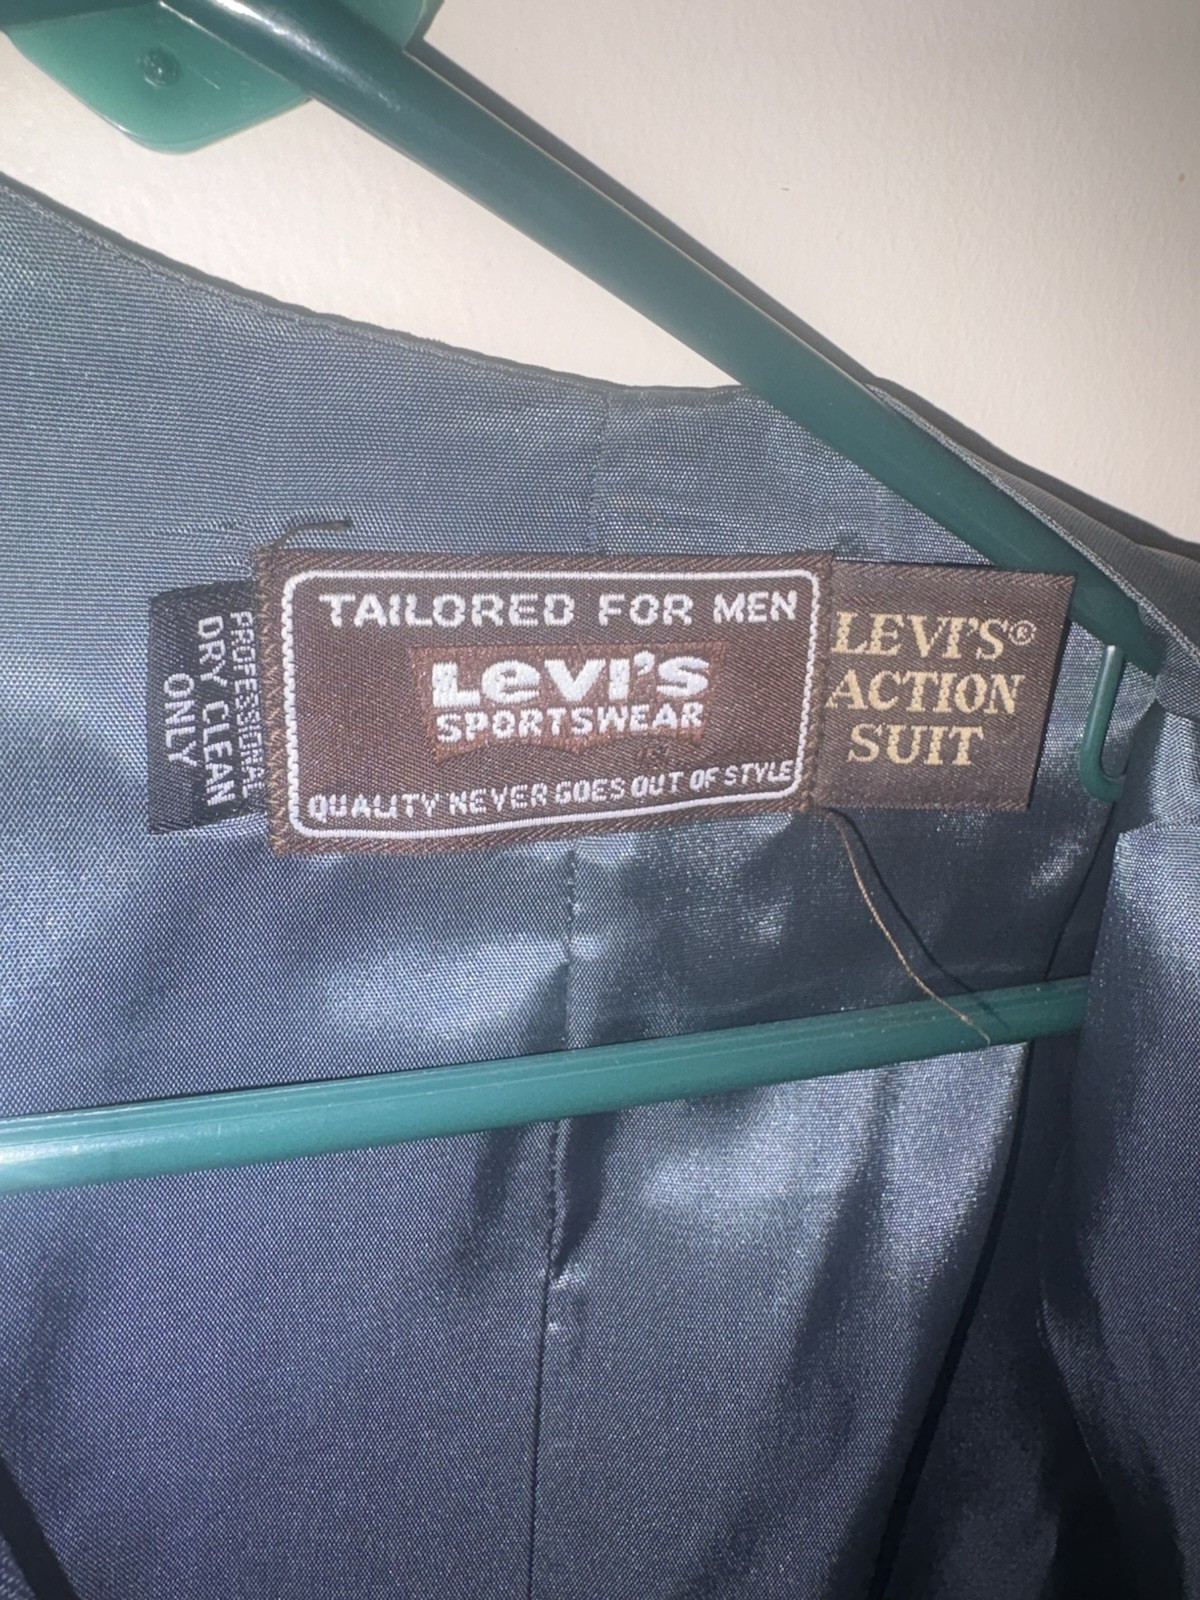 PROFESSIONAL
DRY CLEAN
ONLY
TAILORED FOR MEN
LeVI'S
SPORTSWEAR
QUALITY NEVER GOES OUT OF STYLE
LEVI'S®
ACTION
SUIT